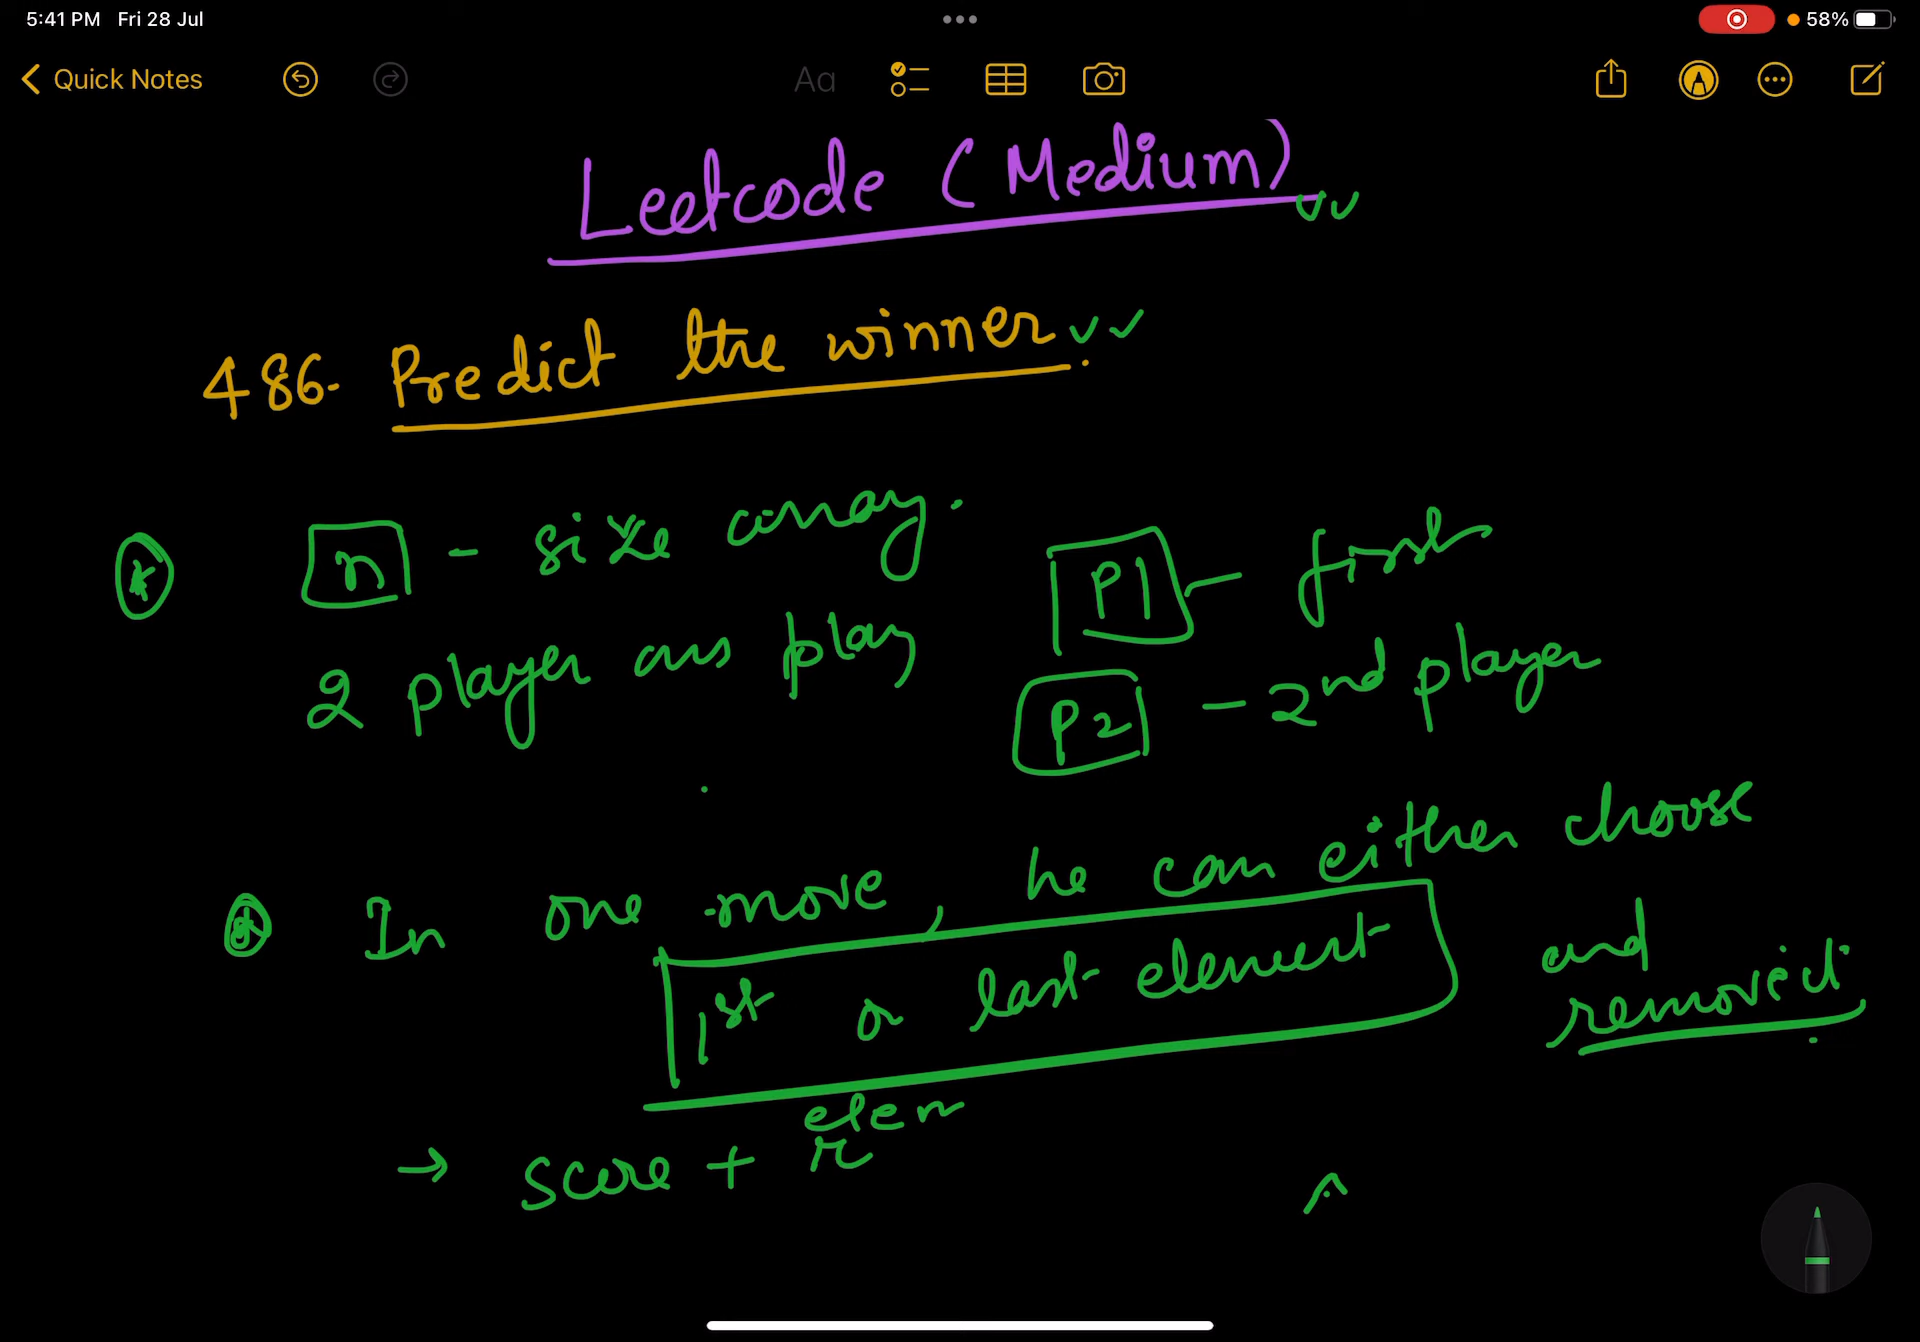 5:41 PM Fri 28 Jul
58%
Quick Notes
Aa
Leetcode (Medium)
486. Predict the winner.
n - size array.
P1 - first
2 player are play
P2 - 2nd player
In one move, he can either choose
1st or last element and removed.
→ score + elem